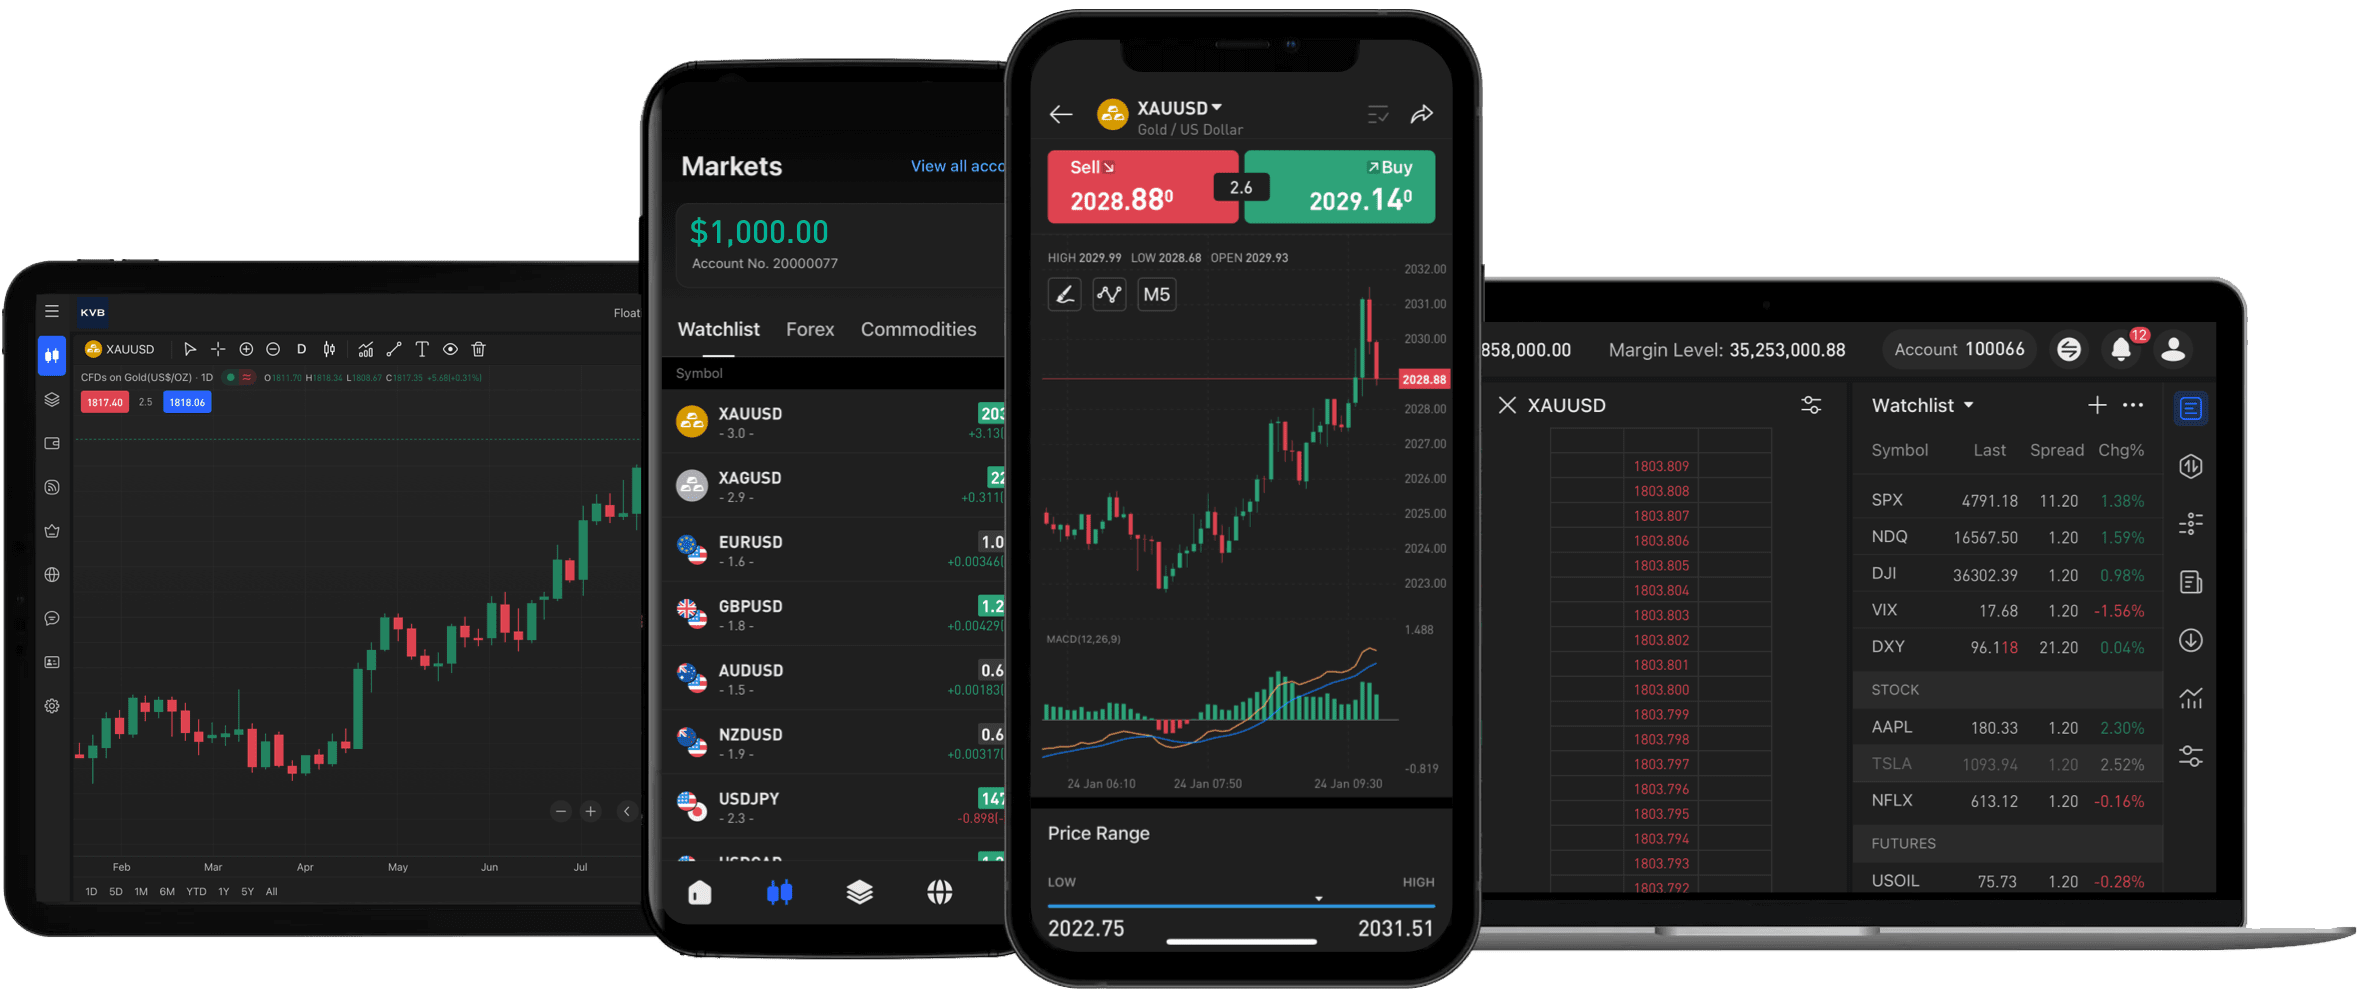 KVB
Float
XAUUSD
D
CFDs on Gold(US$/OZ) · 1D
O1811.70 H1818.34 L1808.67 C1817.35 +5.68(+0.31%)
1817.40
2.5
1818.06
Feb Mar Apr May Jun Jul
1D 5D 1M 6M YTD 1Y 5Y All
Markets
View all acco
$1,000.00
Account No. 20000077
Watchlist Forex Commodities
Symbol
XAUUSD 203
- 3.0 - +3.13(
XAGUSD 22
- 2.9 - +0.311(
EURUSD 1.0
- 1.6 - +0.00346(
GBPUSD 1.2
- 1.8 - +0.00429(
AUDUSD 0.6
- 1.5 - +0.00183(
NZDUSD 0.6
- 1.9 - +0.00317(
USDJPY 147
- 2.3 - -0.898(-
XAUUSD
Gold / US Dollar
Sell Buy
2028.880 2.6 2029.140
HIGH 2029.99 LOW 2028.68 OPEN 2029.93
M5
2032.00
2031.00
2030.00
2028.88
2028.00
2027.00
2026.00
2025.00
2024.00
2023.00
1.488
MACD(12,26,9)
-0.819
24 Jan 06:10 24 Jan 07:50 24 Jan 09:30
Price Range
LOW HIGH
2022.75 2031.51
858,000.00 Margin Level: 35,253,000.88 Account 100066 12
XAUUSD
1803.809
1803.808
1803.807
1803.806
1803.805
1803.804
1803.803
1803.802
1803.801
1803.800
1803.799
1803.798
1803.797
1803.796
1803.795
1803.794
1803.793
1803.792
Watchlist
Symbol Last Spread Chg%
SPX 4791.18 11.20 1.38%
NDQ 16567.50 1.20 1.59%
DJI 36302.39 1.20 0.98%
VIX 17.68 1.20 -1.56%
DXY 96.118 21.20 0.04%
STOCK
AAPL 180.33 1.20 2.30%
TSLA 1093.94 1.20 2.52%
NFLX 613.12 1.20 -0.16%
FUTURES
USOIL 75.73 1.20 -0.28%